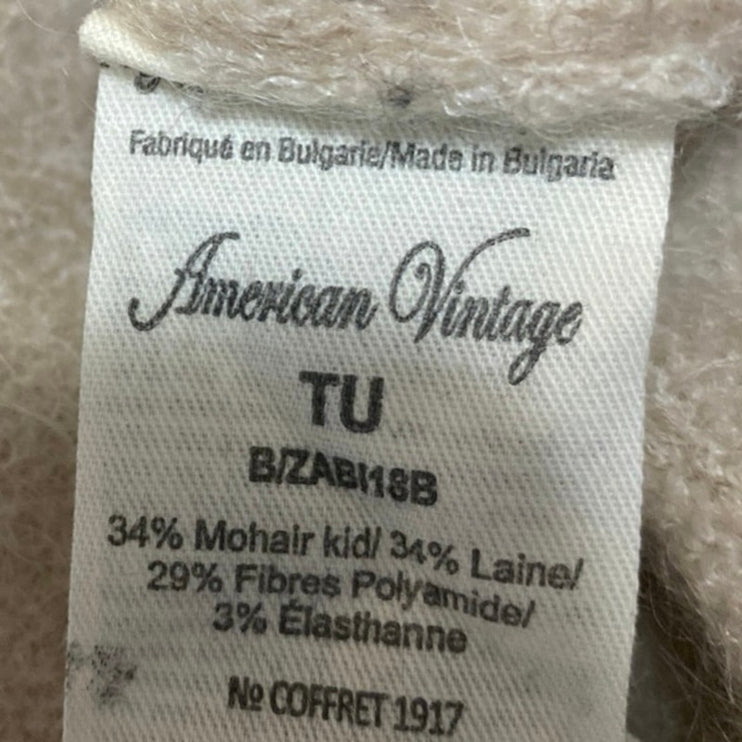 Fabriqué en Bulgarie/Made in Bulgaria
American Vintage
TU
B/ZABI18B
34% Mohair kid/ 34% Laine/
29% Fibres Polyamide/
3% Élasthanne
№ COFFRET 1917